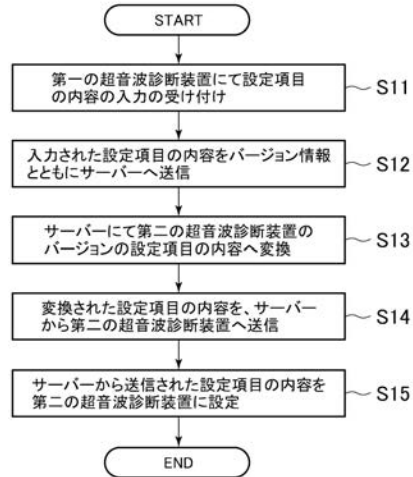 START
第一の超音波診断装置にて設定項目
の内容の入力の受け付け
S11
入力された設定項目の内容をバージョン情報
とともにサーバーへ送信
S12
サーバーにて第二の超音波診断装置の
バージョンの設定項目の内容へ変換
S13
変換された設定項目の内容を、サーバー
から第二の超音波診断装置へ送信
S14
サーバーから送信された設定項目の内容を
第二の超音波診断装置に設定
S15
END